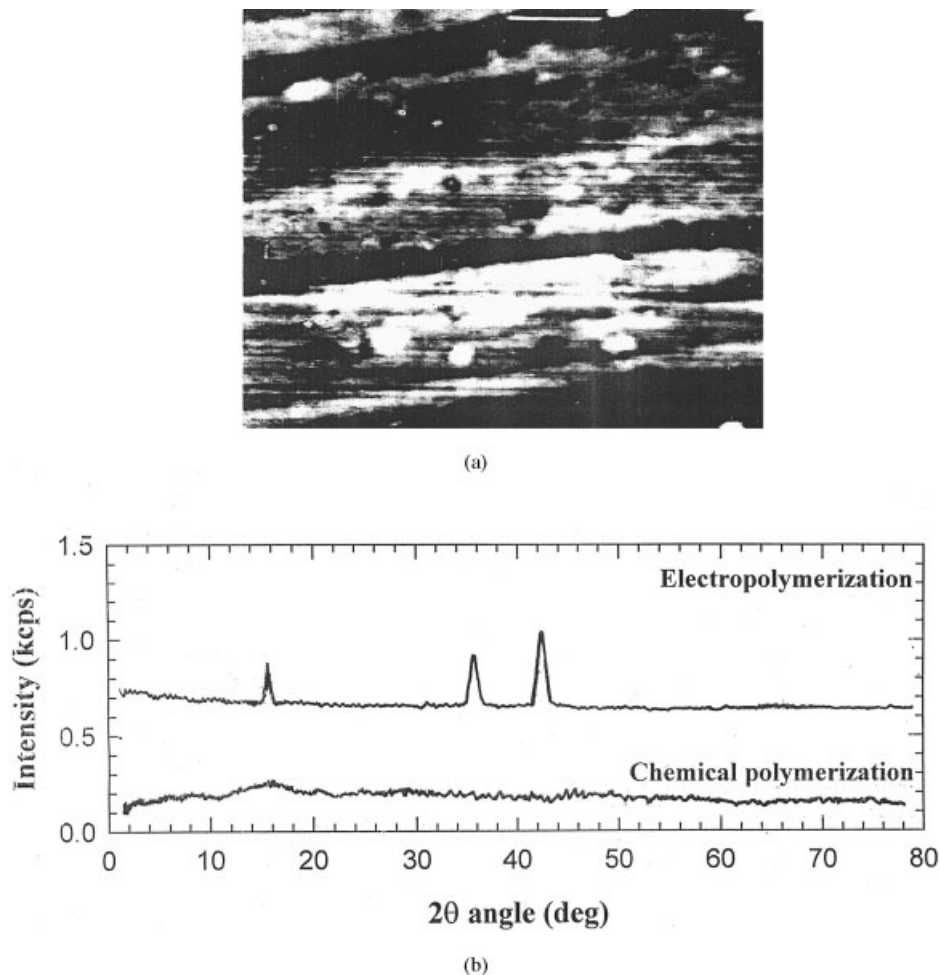 (a)
1.5
1.0
0.5
0.0
Intensity (kcps)
Electropolymerization
Chemical polymerization
0 10 20 30 40 50 60 70 80
2θ angle (deg)
(b)